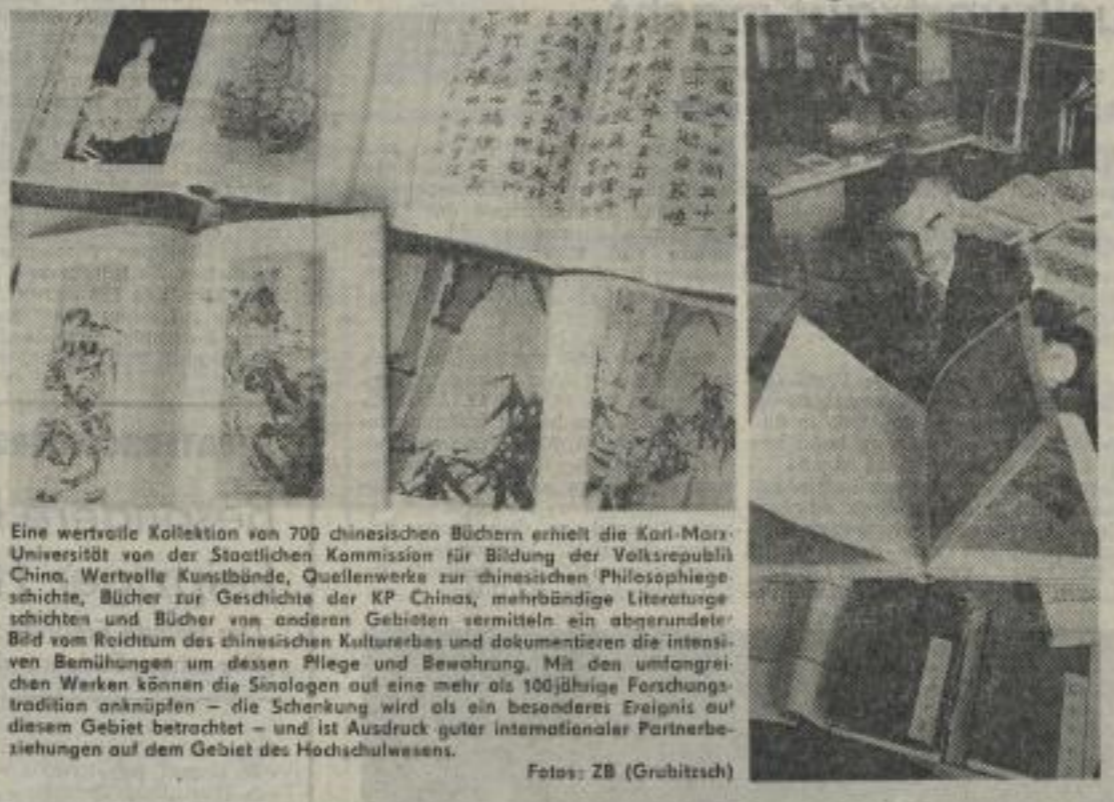 Eine wertvolle Kollektion von 700 chinesischen Büchern erhielt die Karl-Marx-
Universität von der Staatlichen Kommission für Bildung der Volksrepublik
China. Wertvolle Kunstbände, Quellenwerke zur chinesischen Philosophiege-
schichte, Bücher zur Geschichte der KP Chinas, mehrbändige Literaturge-
schichten und Bücher von anderen Gebieten vermitteln ein abgerundetes
Bild vom Reichtum des chinesischen Kulturerbes und dokumentieren die intensi-
ven Bemühungen um dessen Pflege und Bewahrung. Mit den umfangrei-
chen Werken können die Sinologen auf eine mehr als 100jährige Forschungs-
tradition anknüpfen – die Schenkung wird als ein besonderes Ereignis auf
diesem Gebiet betrachtet – und ist Ausdruck guter internationaler Partnerbe-
ziehungen auf dem Gebiet des Hochschulwesens.
Fotos: ZB (Grubitzsch)